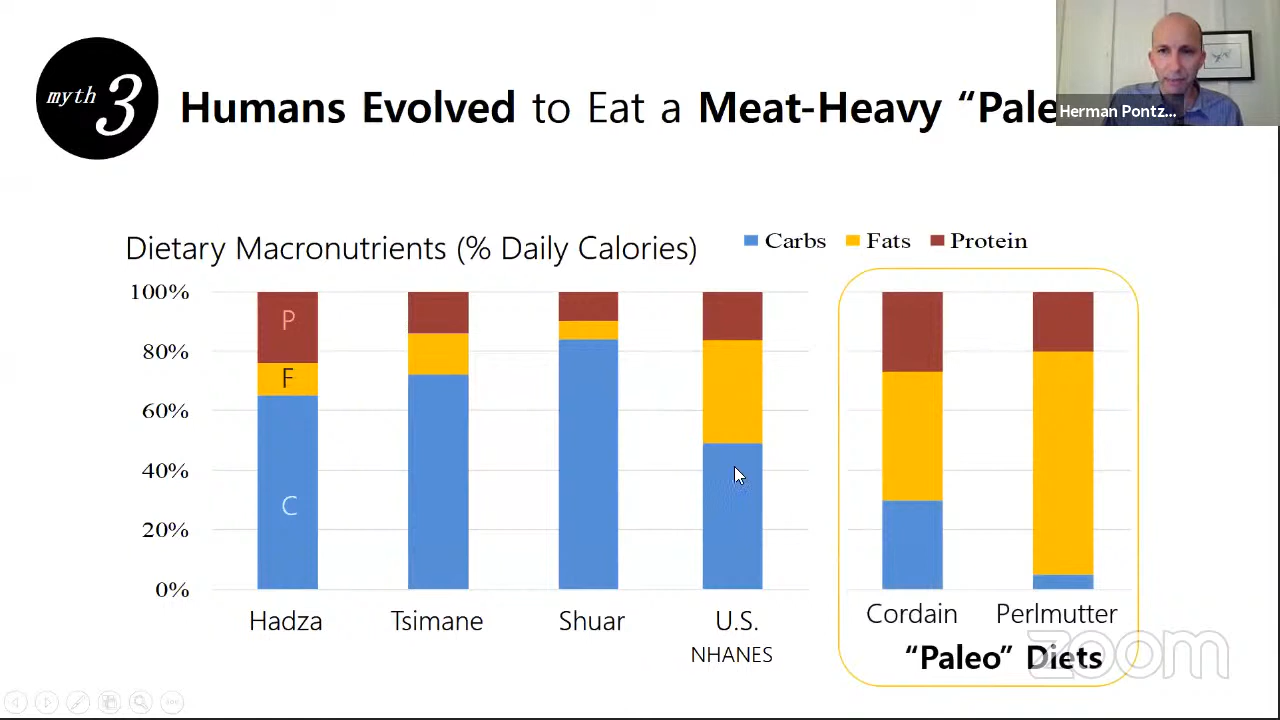 myth 3
Humans Evolved to Eat a Meat-Heavy “Pale
Herman Pontz...
Dietary Macronutrients (% Daily Calories)
Carbs Fats Protein
100%
80%
60%
40%
20%
0%
P
F
C
Hadza Tsimane Shuar U.S. Cordain Perlmutter
NHANES
“Paleo” Diets
zoom